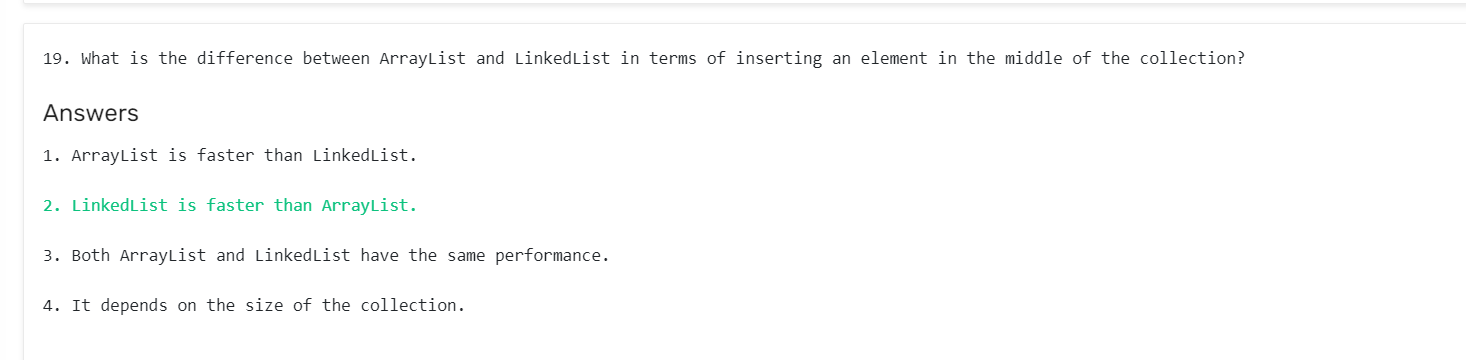 19. What is the difference between ArrayList and LinkedList in terms of inserting an element in the middle of the collection?
Answers
1. ArrayList is faster than LinkedList.
2. LinkedList is faster than ArrayList.
3. Both ArrayList and LinkedList have the same performance.
4. It depends on the size of the collection.